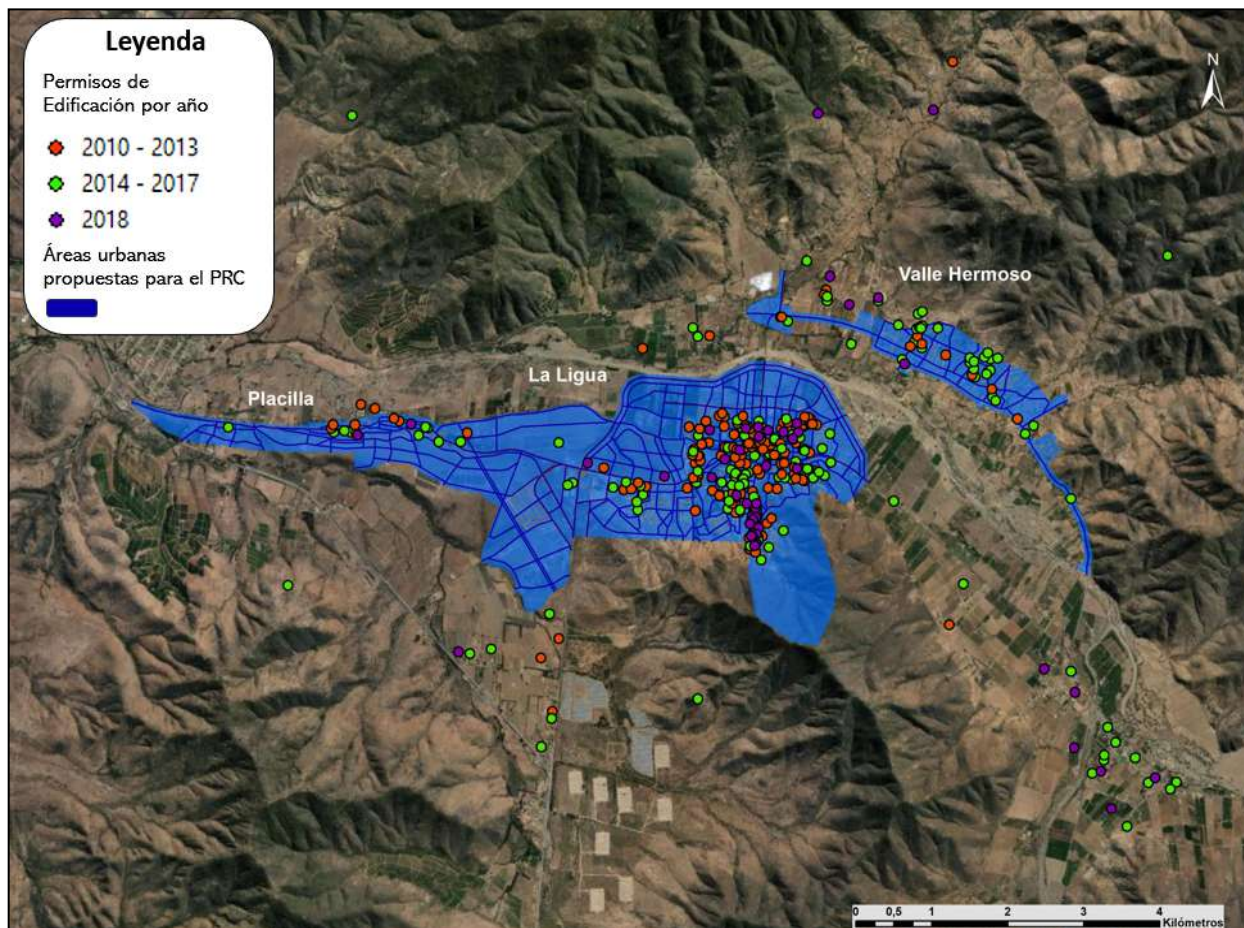 Leyenda
Permisos de
Edificación por año
2010 - 2013
2014 - 2017
2018
Áreas urbanas
propuestas para el PRC
N
Valle Hermoso
La Ligua
Placilla
0 0,5 1 2 3 4
Kilómetros